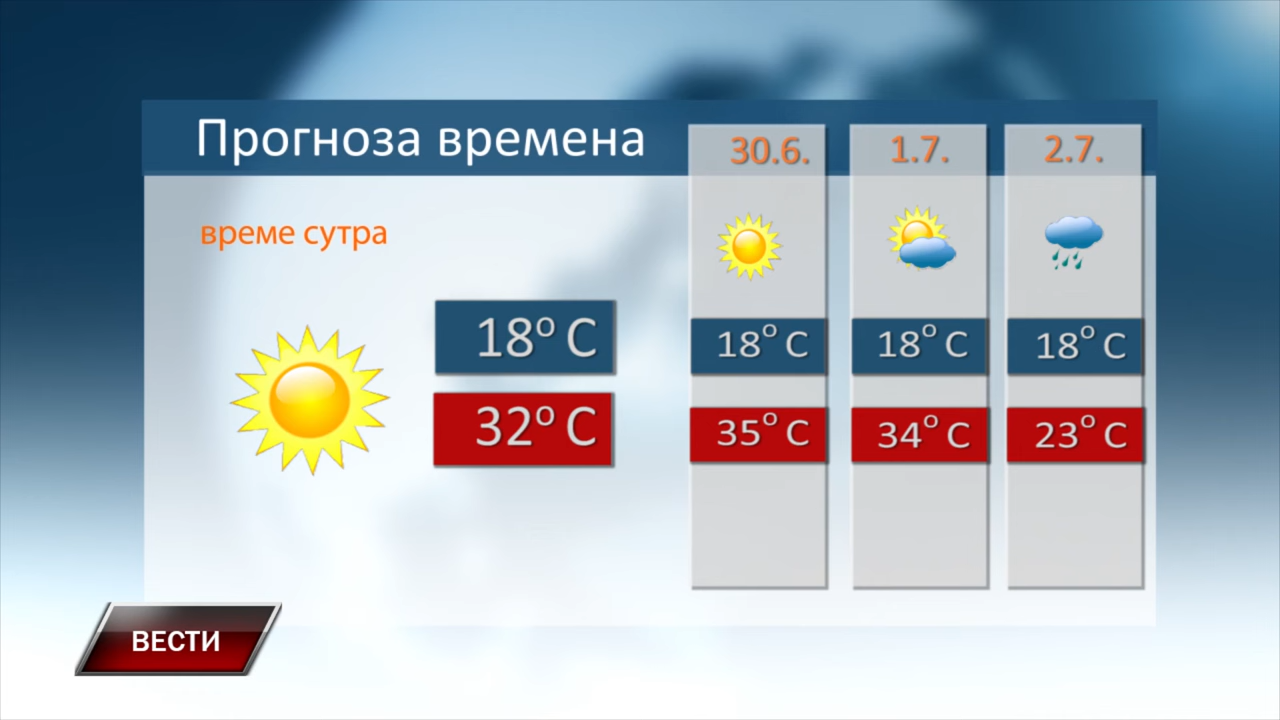 Прогноза времена
време сутра
18° C
32° C
30.6.
18° C
35° C
1.7.
18° C
34° C
2.7.
18° C
23° C
ВЕСТИ